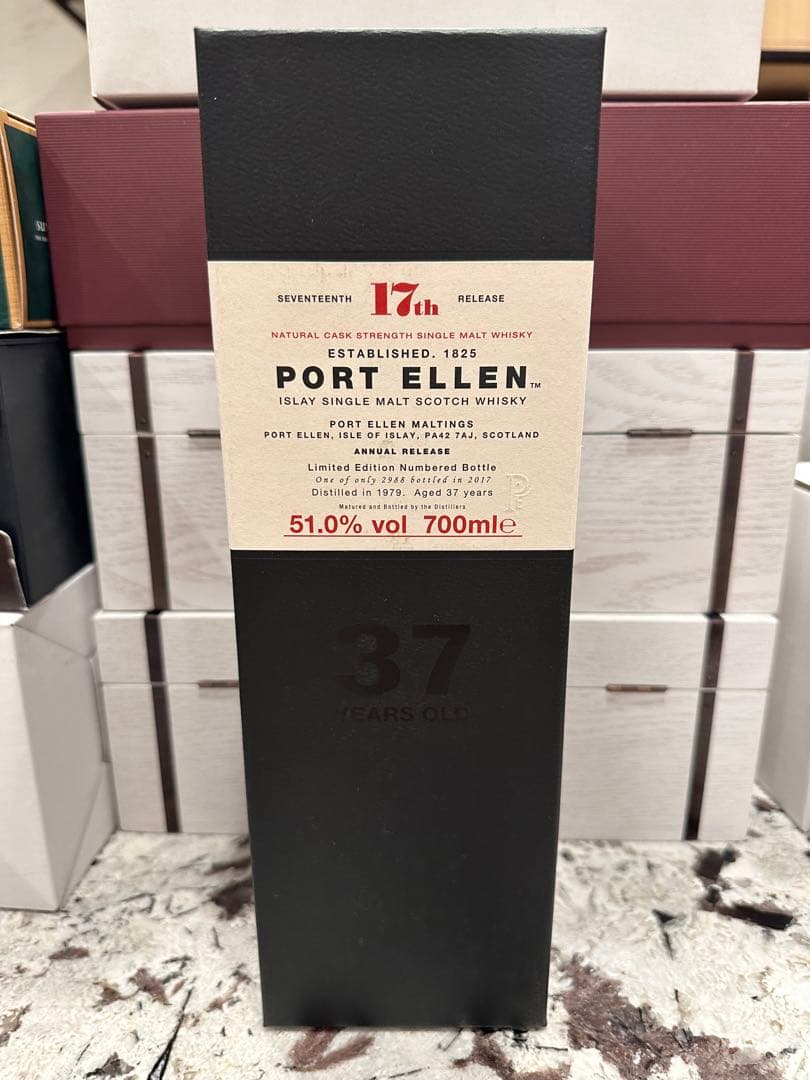 SEVENTEENTH 17th RELEASE
NATURAL CASK STRENGTH SINGLE MALT WHISKY
ESTABLISHED. 1825
PORT ELLEN™
ISLAY SINGLE MALT SCOTCH WHISKY
PORT ELLEN MALTINGS
PORT ELLEN, ISLE OF ISLAY, PA42 7AJ, SCOTLAND
ANNUAL RELEASE
Limited Edition Numbered Bottle
One of only 2988 bottled in 2017
Distilled in 1979. Aged 37 years
Matured and Bottled by the Distillers
51.0% vol 700ml℮
37
YEARS OLD